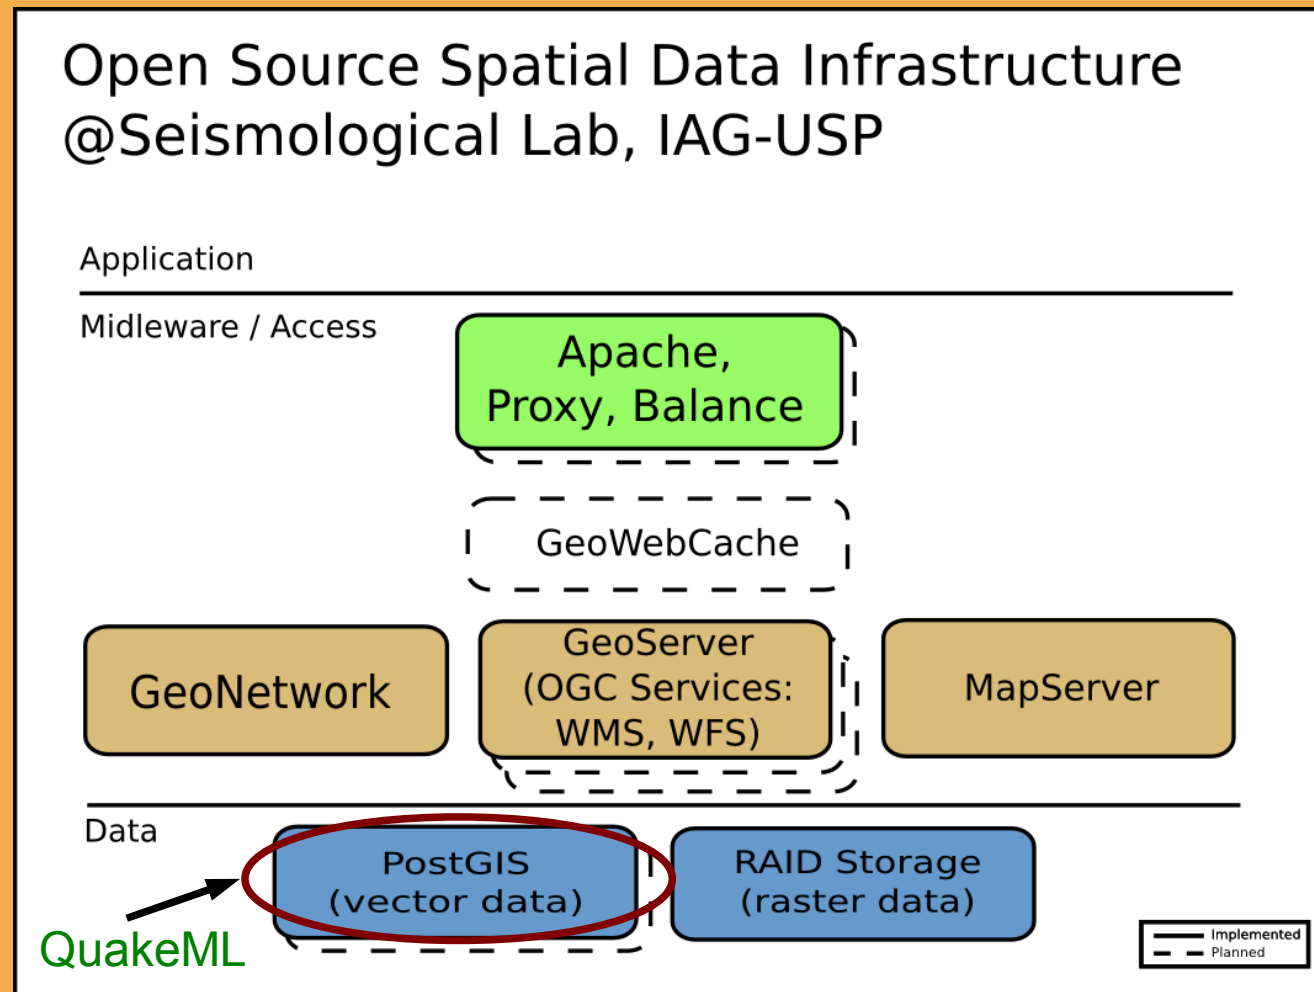 Open Source Spatial Data Infrastructure
@Seismological Lab, IAG-USP
Application
Midleware / Access
Apache,
Proxy, Balance
GeoWebCache
GeoNetwork
GeoServer
(OGC Services:
WMS, WFS)
MapServer
Data
PostGIS
(vector data)
RAID Storage
(raster data)
QuakeML
Implemented
Planned